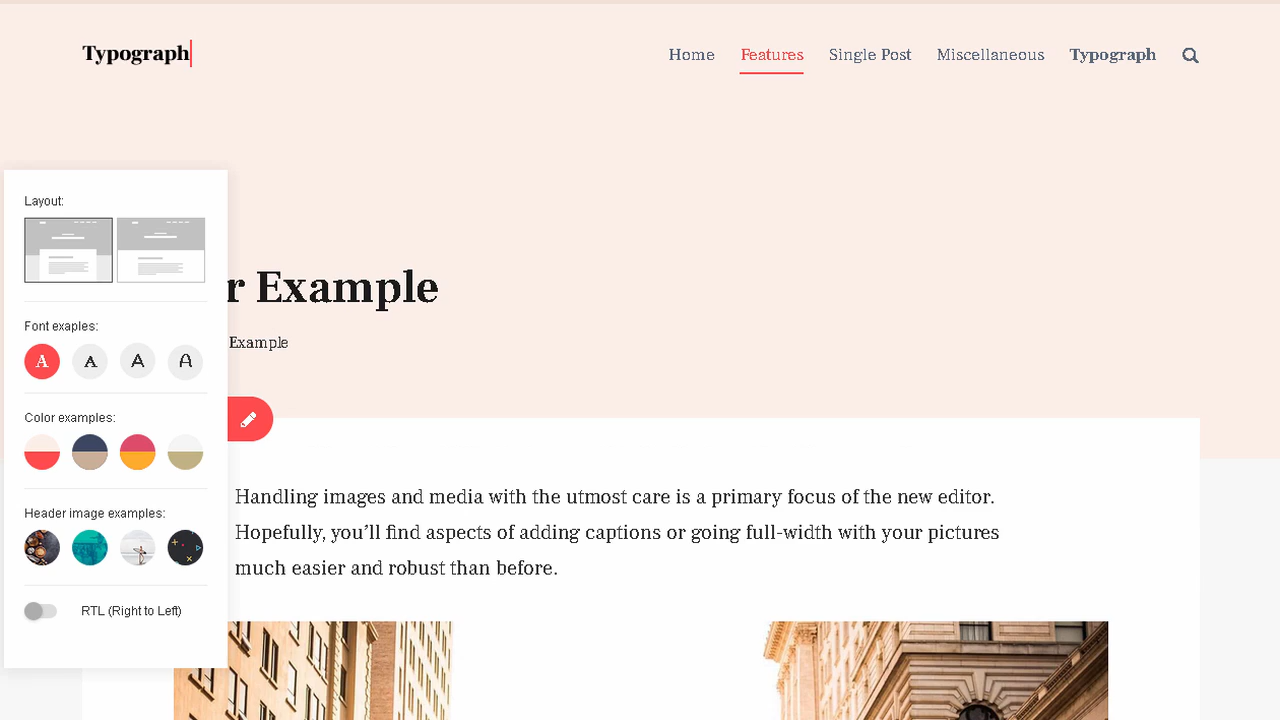 Typograph
Home Features Single Post Miscellaneous Typograph
Layout:
r Example
Font exaples:
A A A A
Example
Color examples:
Handling images and media with the utmost care is a primary focus of the new editor.
Hopefully, you’ll find aspects of adding captions or going full-width with your pictures
much easier and robust than before.
Header image examples:
RTL (Right to Left)